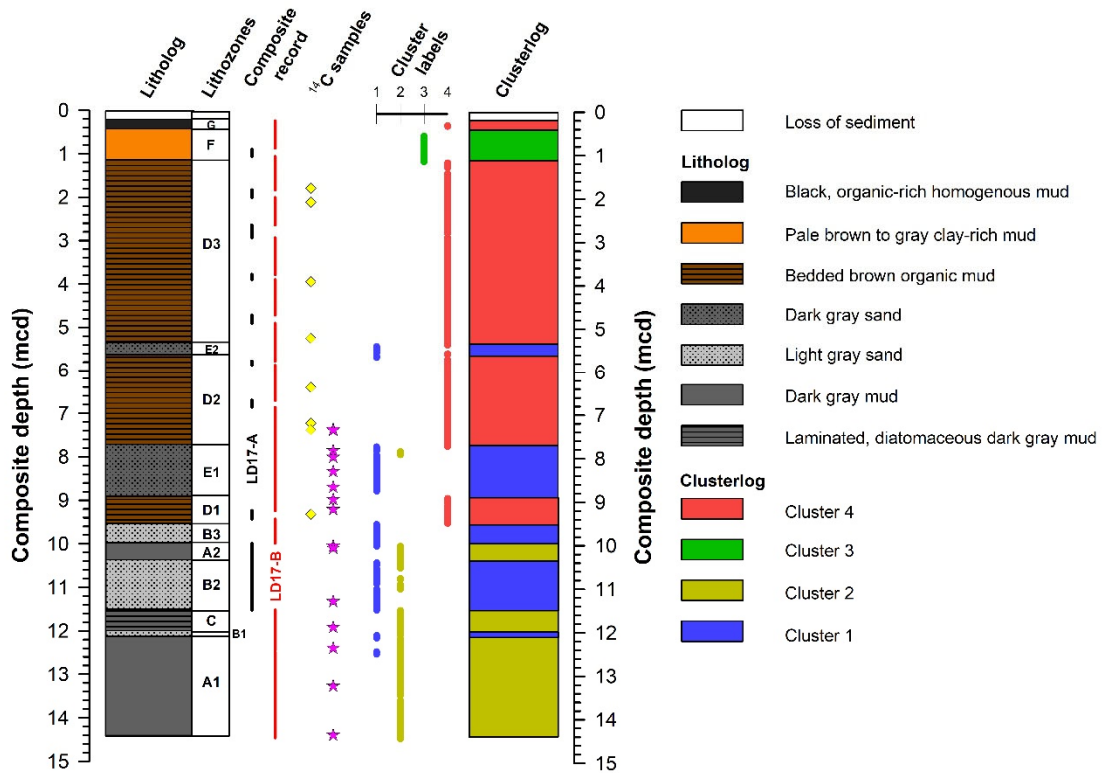 Litholog
Lithozones
Composite record
¹⁴C samples
Cluster labels
Clusterlog
1 2 3 4
Composite depth (mcd)
0
1
2
3
4
5
6
7
8
9
10
11
12
13
14
15
G
F
D3
E2
D2
E1
D1
B3
A2
B2
C
B1
A1
LD17-A
LD17-B
Composite depth (mcd)
0
1
2
3
4
5
6
7
8
9
10
11
12
13
14
15
Loss of sediment
Litholog
Black, organic-rich homogenous mud
Pale brown to gray clay-rich mud
Bedded brown organic mud
Dark gray sand
Light gray sand
Dark gray mud
Laminated, diatomaceous dark gray mud
Clusterlog
Cluster 4
Cluster 3
Cluster 2
Cluster 1